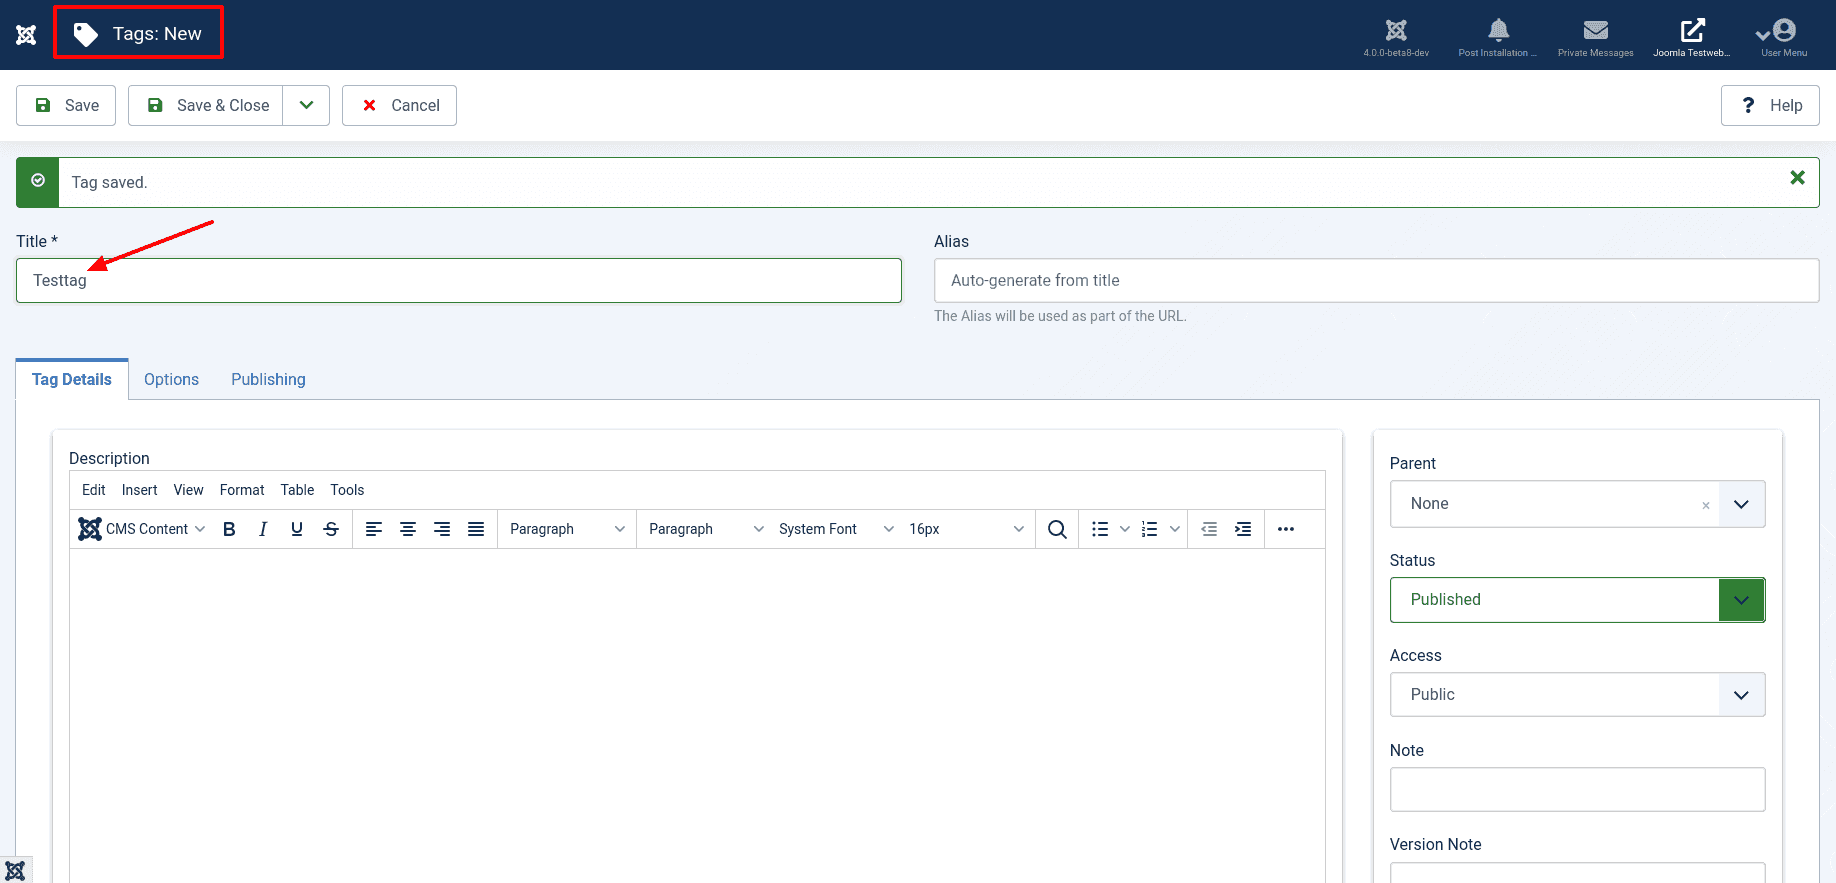 Tags: New
4.0.0-beta8-dev
Post Installation ...
Private Messages
Joomla Testweb...
User Menu
Save
Save & Close
Cancel
? Help
Tag saved.
Title *
Alias
Testtag
Auto-generate from title
The Alias will be used as part of the URL.
Tag Details Options Publishing
Description
Edit Insert View Format Table Tools
CMS Content B I U S Paragraph Paragraph System Font 16px
Parent
None
Status
Published
Access
Public
Note
Version Note